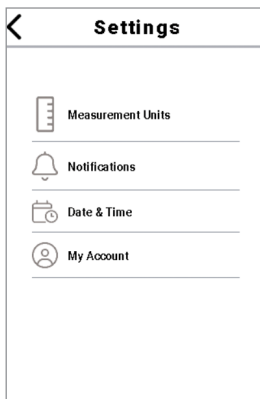 Settings
Measurement Units
Notifications
Date & Time
My Account